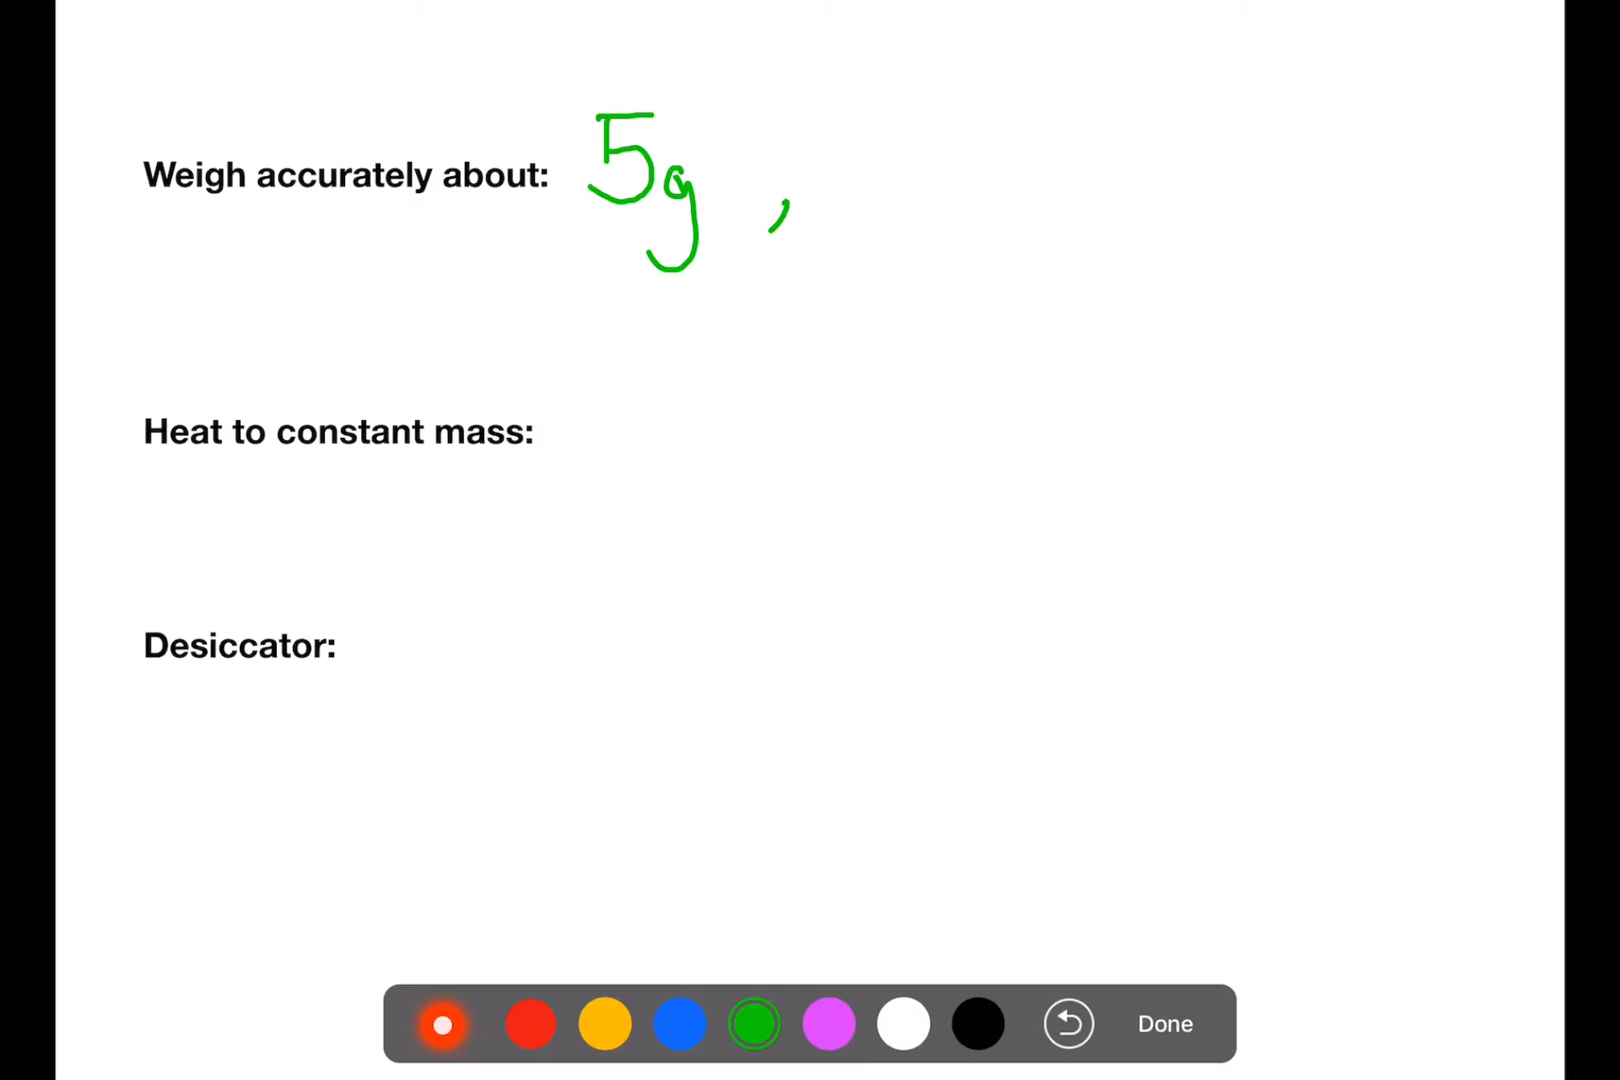 Weigh accurately about: 5g ,
Heat to constant mass:
Desiccator:
Done